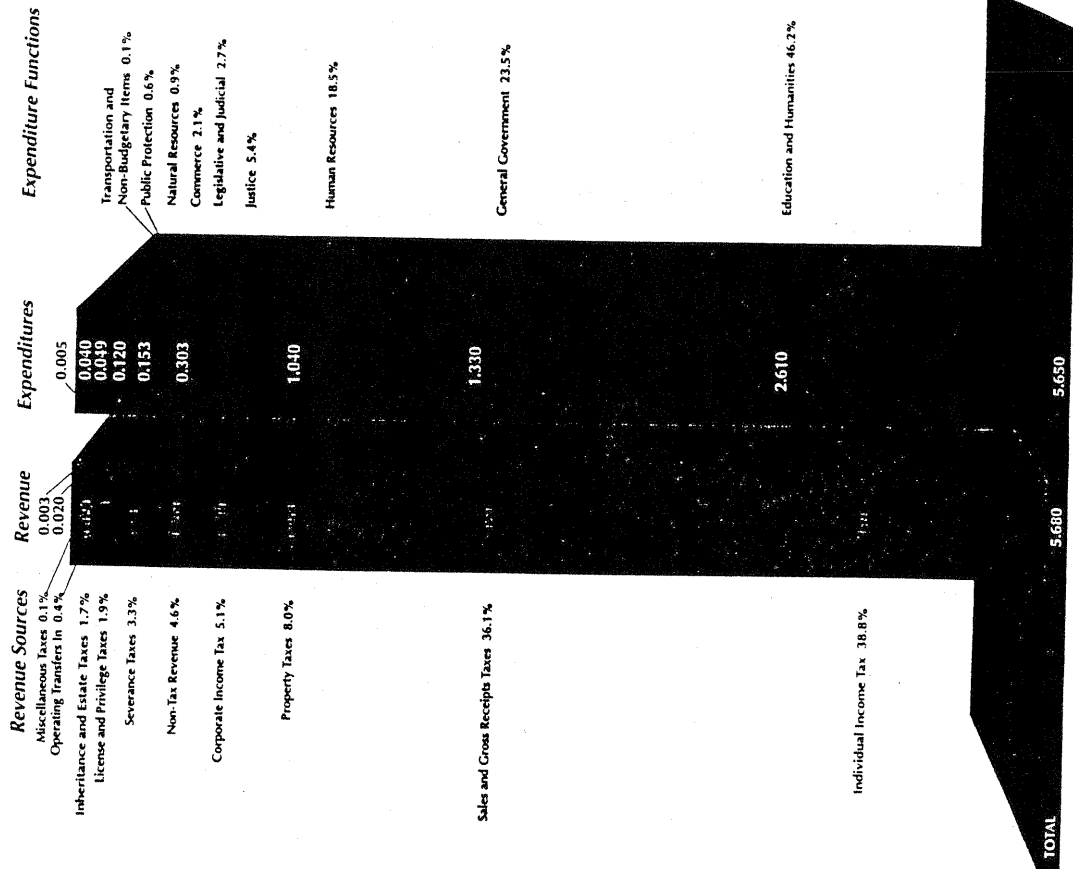 Revenue Sources
Revenue
Expenditures
Expenditure Functions
Miscellaneous Taxes 0.1%
Operating Transfers In 0.4%
Inheritance and Estate Taxes 1.7%
License and Privilege Taxes 1.9%
Severance Taxes 3.3%
Non-Tax Revenue 4.6%
Corporate Income Tax 5.1%
Property Taxes 8.0%
Sales and Gross Receipts Taxes 36.1%
Individual Income Tax 38.8%
TOTAL
0.003
0.020
5.680
0.005
0.040
0.049
0.120
0.153
0.303
1.040
1.330
2.610
5.650
Transportation and
Non-Budgetary Items 0.1%
Public Protection 0.6%
Natural Resources 0.9%
Commerce 2.1%
Legislative and Judicial 2.7%
Justice 5.4%
Human Resources 18.5%
General Government 23.5%
Education and Humanities 46.2%